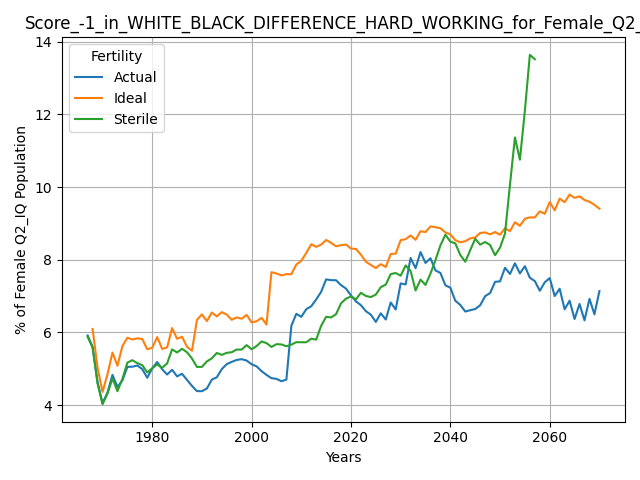 Score_-1_in_WHITE_BLACK_DIFFERENCE_HARD_WORKING_for_Female_Q2_
14
12
10
8
6
4
% of Female Q2_IQ Population
Fertility
Actual
Ideal
Sterile
1980
2000
2020
2040
2060
Years